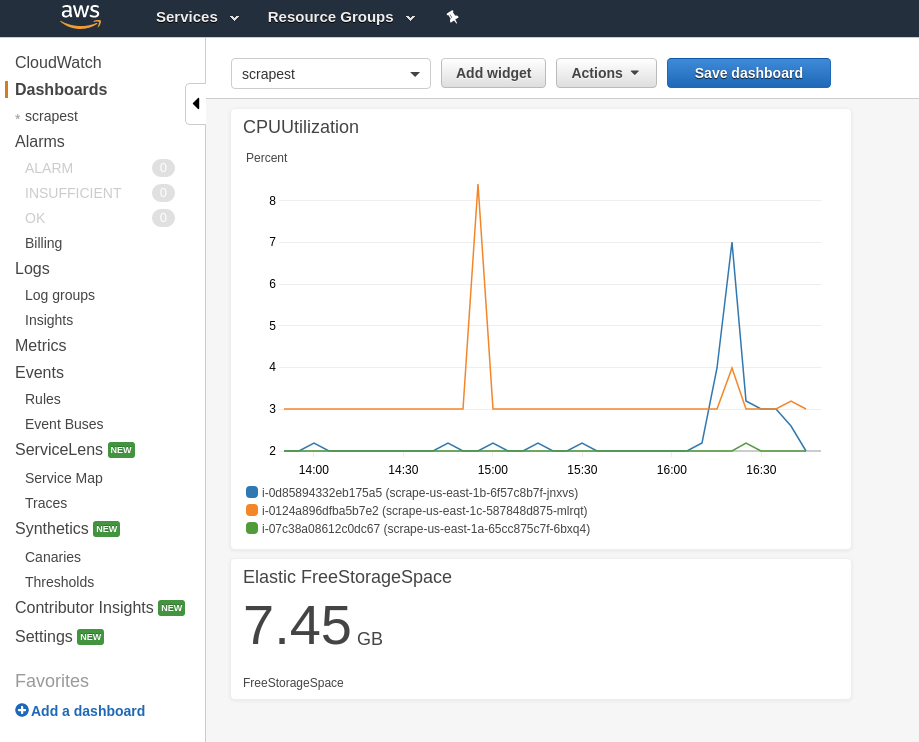 aws Services Resource Groups
CloudWatch
Dashboards
* scrapest
Alarms
ALARM 0
INSUFFICIENT 0
OK 0
Billing
Logs
Log groups
Insights
Metrics
Events
Rules
Event Buses
ServiceLens NEW
Service Map
Traces
Synthetics NEW
Canaries
Thresholds
Contributor Insights NEW
Settings NEW
Favorites
Add a dashboard
scrapest Add widget Actions Save dashboard
CPUUtilization
Percent
8
7
6
5
4
3
2
14:00 14:30 15:00 15:30 16:00 16:30
i-0d85894332eb175a5 (scrape-us-east-1b-6f57c8b7f-jnxvs)
i-0124a896dfba5b7e2 (scrape-us-east-1c-587848d875-mlrqt)
i-07c38a08612c0dc67 (scrape-us-east-1a-65cc875c7f-6bxq4)
Elastic FreeStorageSpace
7.45 GB
FreeStorageSpace